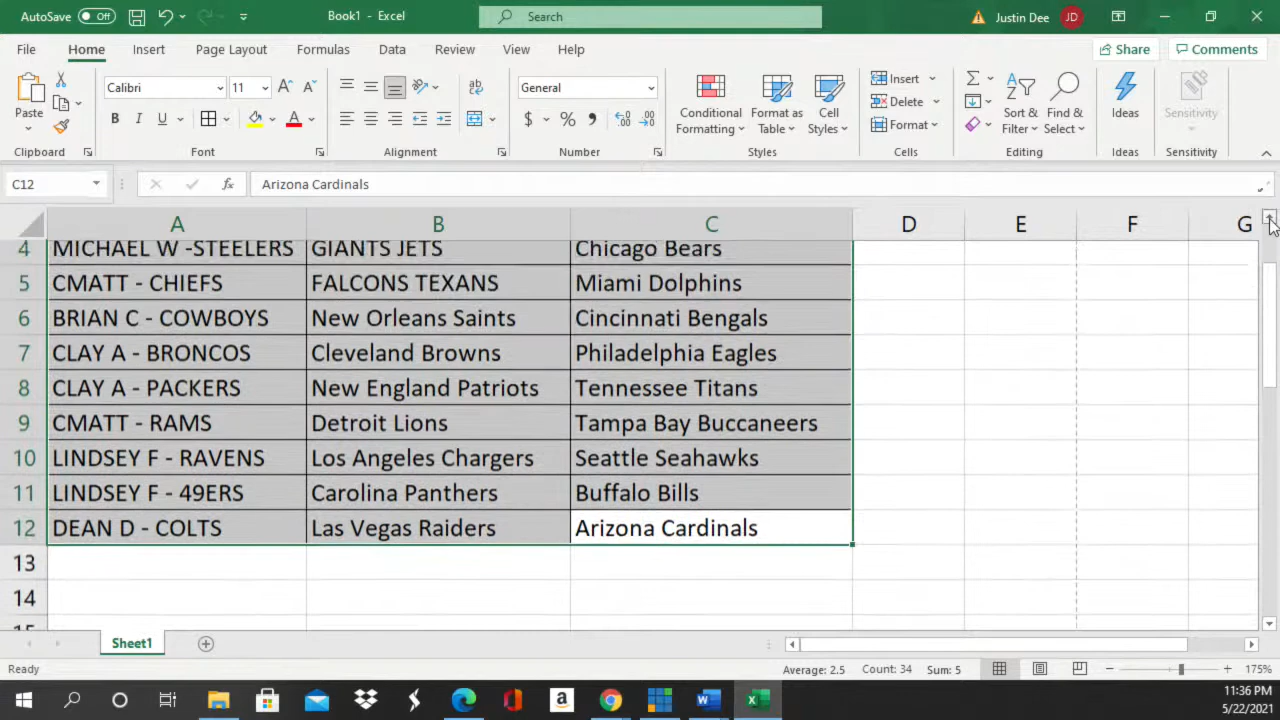 AutoSave Off Book1 - Excel Search Justin Dee JD
File Home Insert Page Layout Formulas Data Review View Help Share Comments
Paste Calibri 11 General Conditional Formatting Format as Table Cell Styles Insert Delete Format Sort & Filter Find & Select Ideas Sensitivity
Clipboard Font Alignment Number Styles Cells Editing Ideas Sensitivity
C12 fx Arizona Cardinals
A B C D E F G
4 MICHAEL W -STEELERS GIANTS JETS Chicago Bears
5 CMATT - CHIEFS FALCONS TEXANS Miami Dolphins
6 BRIAN C - COWBOYS New Orleans Saints Cincinnati Bengals
7 CLAY A - BRONCOS Cleveland Browns Philadelphia Eagles
8 CLAY A - PACKERS New England Patriots Tennessee Titans
9 CMATT - RAMS Detroit Lions Tampa Bay Buccaneers
10 LINDSEY F - RAVENS Los Angeles Chargers Seattle Seahawks
11 LINDSEY F - 49ERS Carolina Panthers Buffalo Bills
12 DEAN D - COLTS Las Vegas Raiders Arizona Cardinals
13
14
15
Sheet1
Ready Average: 2.5 Count: 34 Sum: 5 175%
11:36 PM
5/22/2021